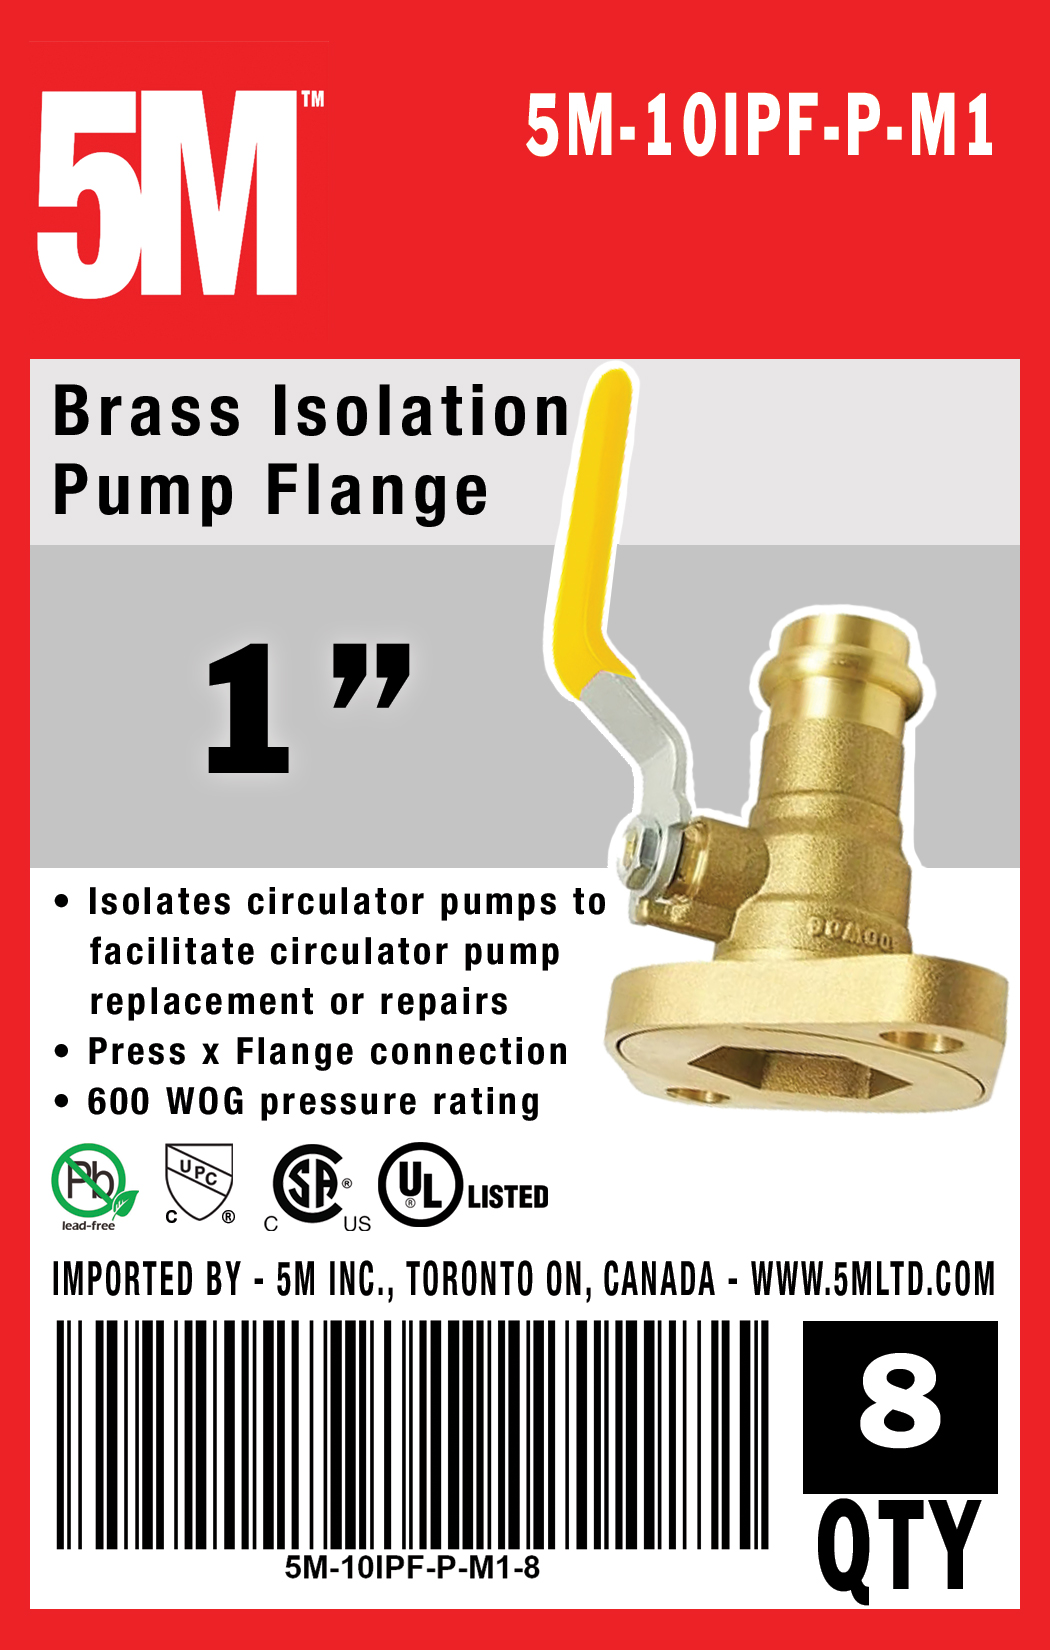 5M™
5M-10IPF-P-M1
Brass Isolation
Pump Flange
1”
• Isolates circulator pumps to
facilitate circulator pump
replacement or repairs
• Press x Flange connection
• 600 WOG pressure rating
Pb
lead-free
UPC
C ®
CSA®
C US
UL® LISTED
IMPORTED BY - 5M INC., TORONTO ON, CANADA - WWW.5MLTD.COM
5M-10IPF-P-M1-8
8
QTY